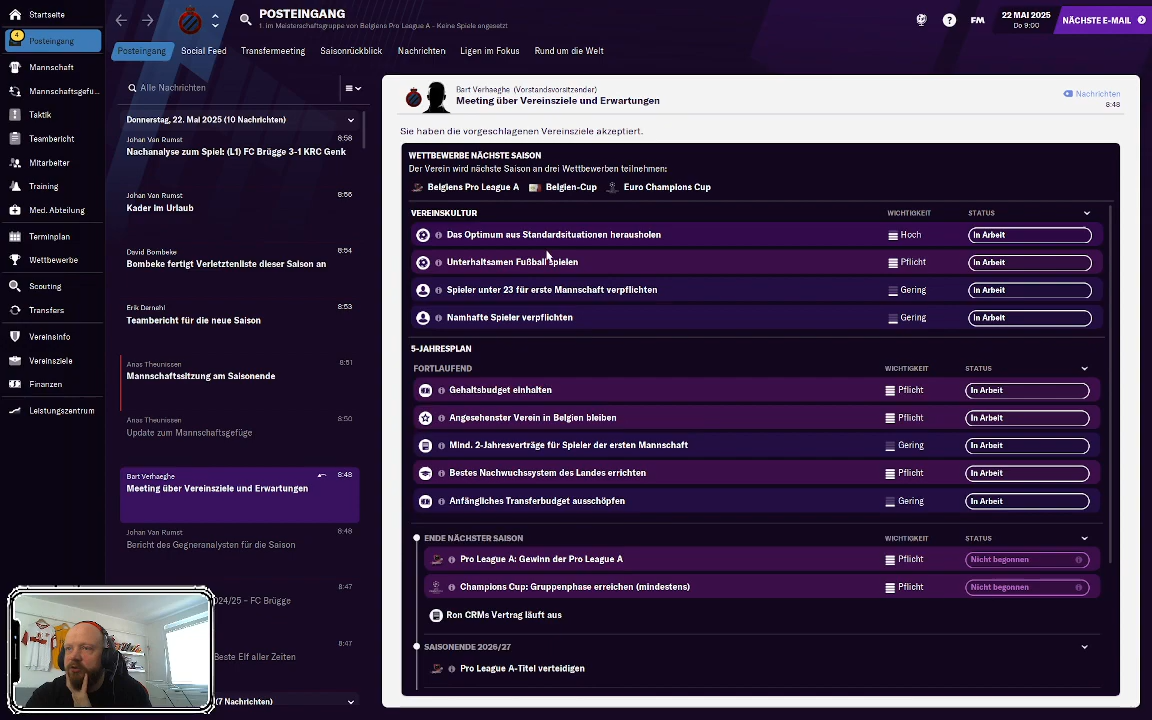 Startseite
4
Posteingang
Mannschaft
Mannschaftsgefü...
Taktik
Teambericht
Mitarbeiter
Training
Med. Abteilung
Terminplan
Wettbewerbe
Scouting
Transfers
Vereinsinfo
Vereinsziele
Finanzen
Leistungszentrum
POSTEINGANG
1. im Meisterschaftsgruppe von Belgiens Pro League A - Keine Spiele angesetzt
?
FM
22 MAI 2025
Do 9:00
NÄCHSTE E-MAIL
Posteingang
Social Feed
Transfermeeting
Saisonrückblick
Nachrichten
Ligen im Fokus
Rund um die Welt
Alle Nachrichten
Donnerstag, 22. Mai 2025 (10 Nachrichten)
Johan Van Rumst
8:58
Nachanalyse zum Spiel: (L1) FC Brügge 3-1 KRC Genk
Johan Van Rumst
8:56
Kader im Urlaub
David Bombeke
8:54
Bombeke fertigt Verletztenliste dieser Saison an
Erik Dernehl
8:53
Teambericht für die neue Saison
Anas Theunissen
8:51
Mannschaftssitzung am Saisonende
Anas Theunissen
8:50
Update zum Mannschaftsgefüge
Bart Verhaeghe
8:48
Meeting über Vereinsziele und Erwartungen
Johan Van Rumst
8:48
Bericht des Gegneranalysten für die Saison
8:47
024/25 – FC Brügge
8:47
Beste Elf aller Zeiten
(7 Nachrichten)
Bart Verhaeghe (Vorstandsvorsitzender)
Meeting über Vereinsziele und Erwartungen
Nachrichten
8:48
Sie haben die vorgeschlagenen Vereinsziele akzeptiert.
WETTBEWERBE NÄCHSTE SAISON
Der Verein wird nächste Saison an drei Wettbewerben teilnehmen:
Belgiens Pro League A
Belgien-Cup
Euro Champions Cup
VEREINSKULTUR
WICHTIGKEIT
STATUS
Das Optimum aus Standardsituationen herausholen
Hoch
In Arbeit
Unterhaltsamen Fußball spielen
Pflicht
In Arbeit
Spieler unter 23 für erste Mannschaft verpflichten
Gering
In Arbeit
Namhafte Spieler verpflichten
Gering
In Arbeit
5-JAHRESPLAN
FORTLAUFEND
WICHTIGKEIT
STATUS
Gehaltsbudget einhalten
Pflicht
In Arbeit
Angesehenster Verein in Belgien bleiben
Pflicht
In Arbeit
Mind. 2-Jahresverträge für Spieler der ersten Mannschaft
Gering
In Arbeit
Bestes Nachwuchssystem des Landes errichten
Pflicht
In Arbeit
Anfängliches Transferbudget ausschöpfen
Gering
In Arbeit
ENDE NÄCHSTER SAISON
WICHTIGKEIT
STATUS
Pro League A: Gewinn der Pro League A
Pflicht
Nicht begonnen
Champions Cup: Gruppenphase erreichen (mindestens)
Pflicht
Nicht begonnen
Ron CRMs Vertrag läuft aus
SAISONENDE 2026/27
Pro League A-Titel verteidigen